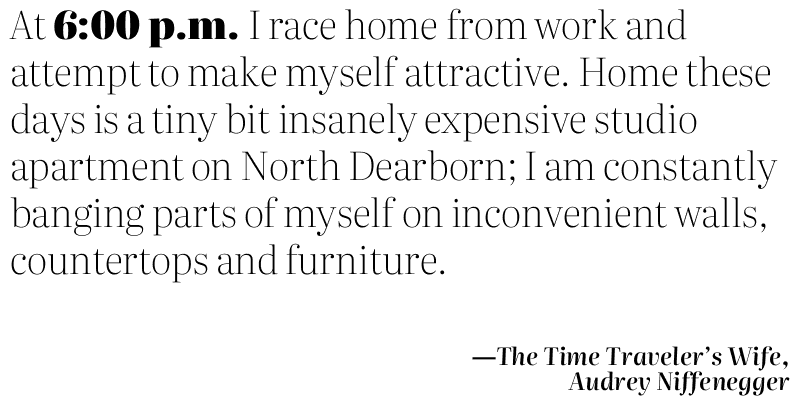 At 6:00 p.m. I race home from work and
attempt to make myself attractive. Home these
days is a tiny bit insanely expensive studio
apartment on North Dearborn; I am constantly
banging parts of myself on inconvenient walls,
countertops and furniture.
—The Time Traveler’s Wife,
Audrey Niffenegger